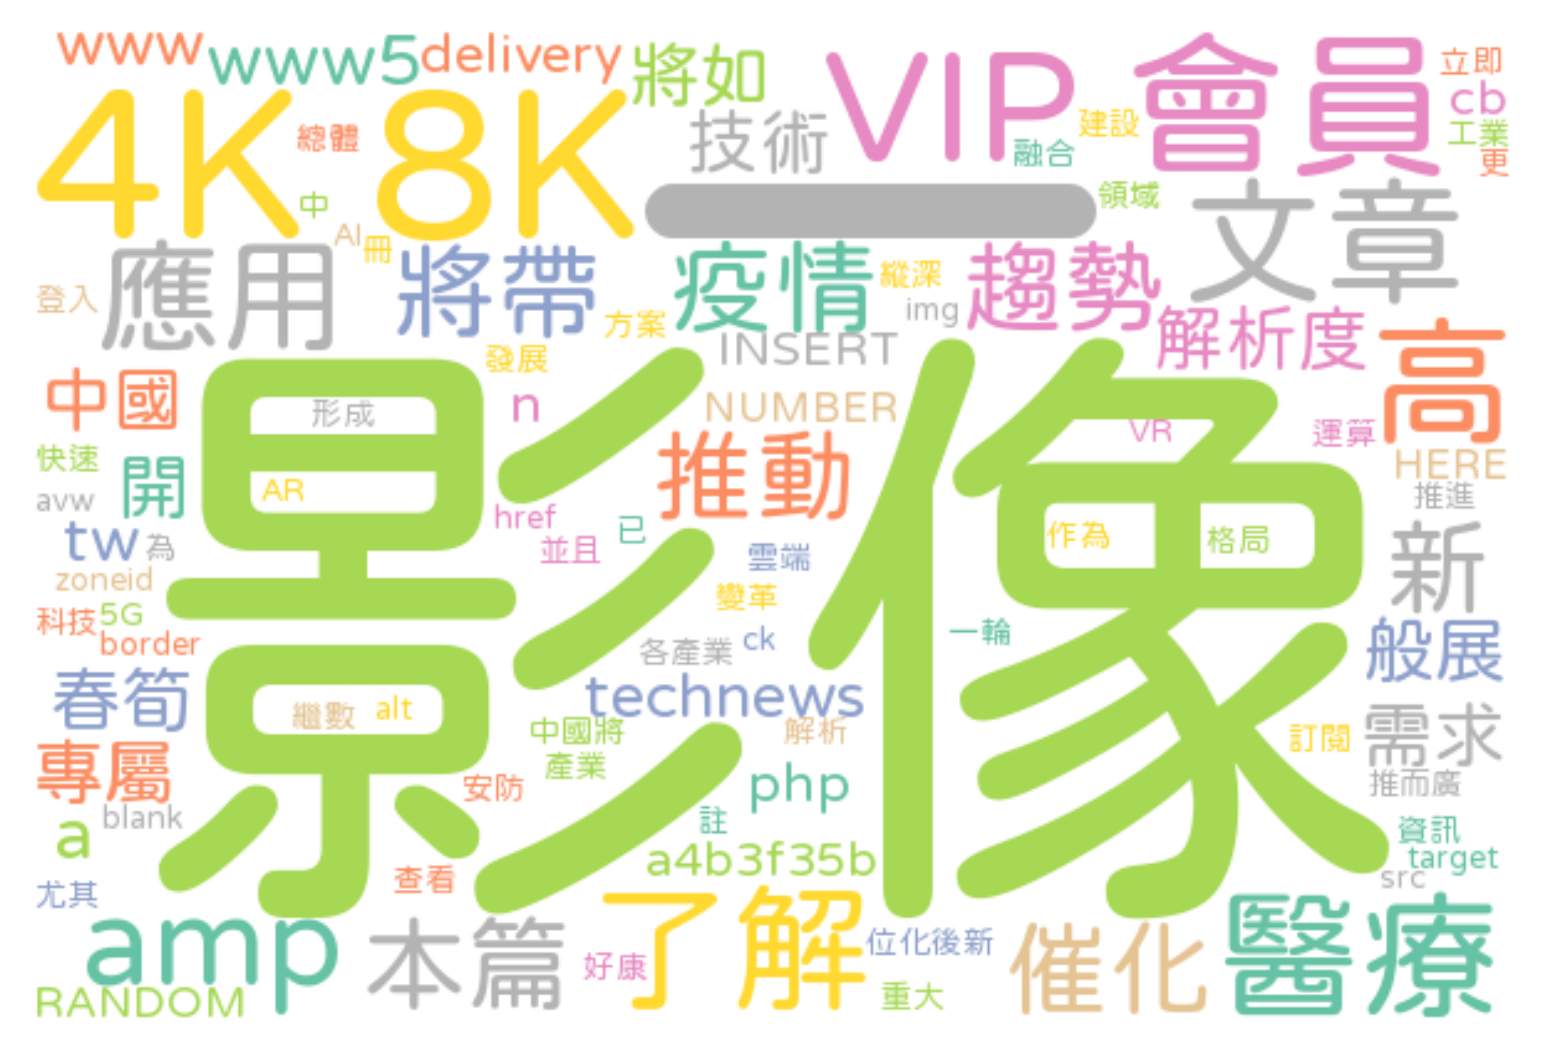 www
www5
delivery
將如
VIP
會員
立即
cb
工業
更
4K
總體
8K
技術
融合
建設
中
一
領域
文章
AI
冊
登入
應用
將帶
方案
疫情
縱深
img
趨勢
解析度
高
發展
INSERT
中國
形成
n
NUMBER
VR
運算
HERE
快速
開
AR
推動
推進
avw
href
已
作為
格局
新
tw
為
並且
雲端
zoneid
變革
科技
5G
border
各產業
ck
一輪
般展
春筍
technews
繼數
alt
中國將
解析
訂閱
需求
專屬
產業
安防
php
推而廣
blank
註
a
a4b3f35b
資訊
target
src
尤其
查看
amp
本篇
好康
了解
位化後新
重大
催化
醫療
RANDOM